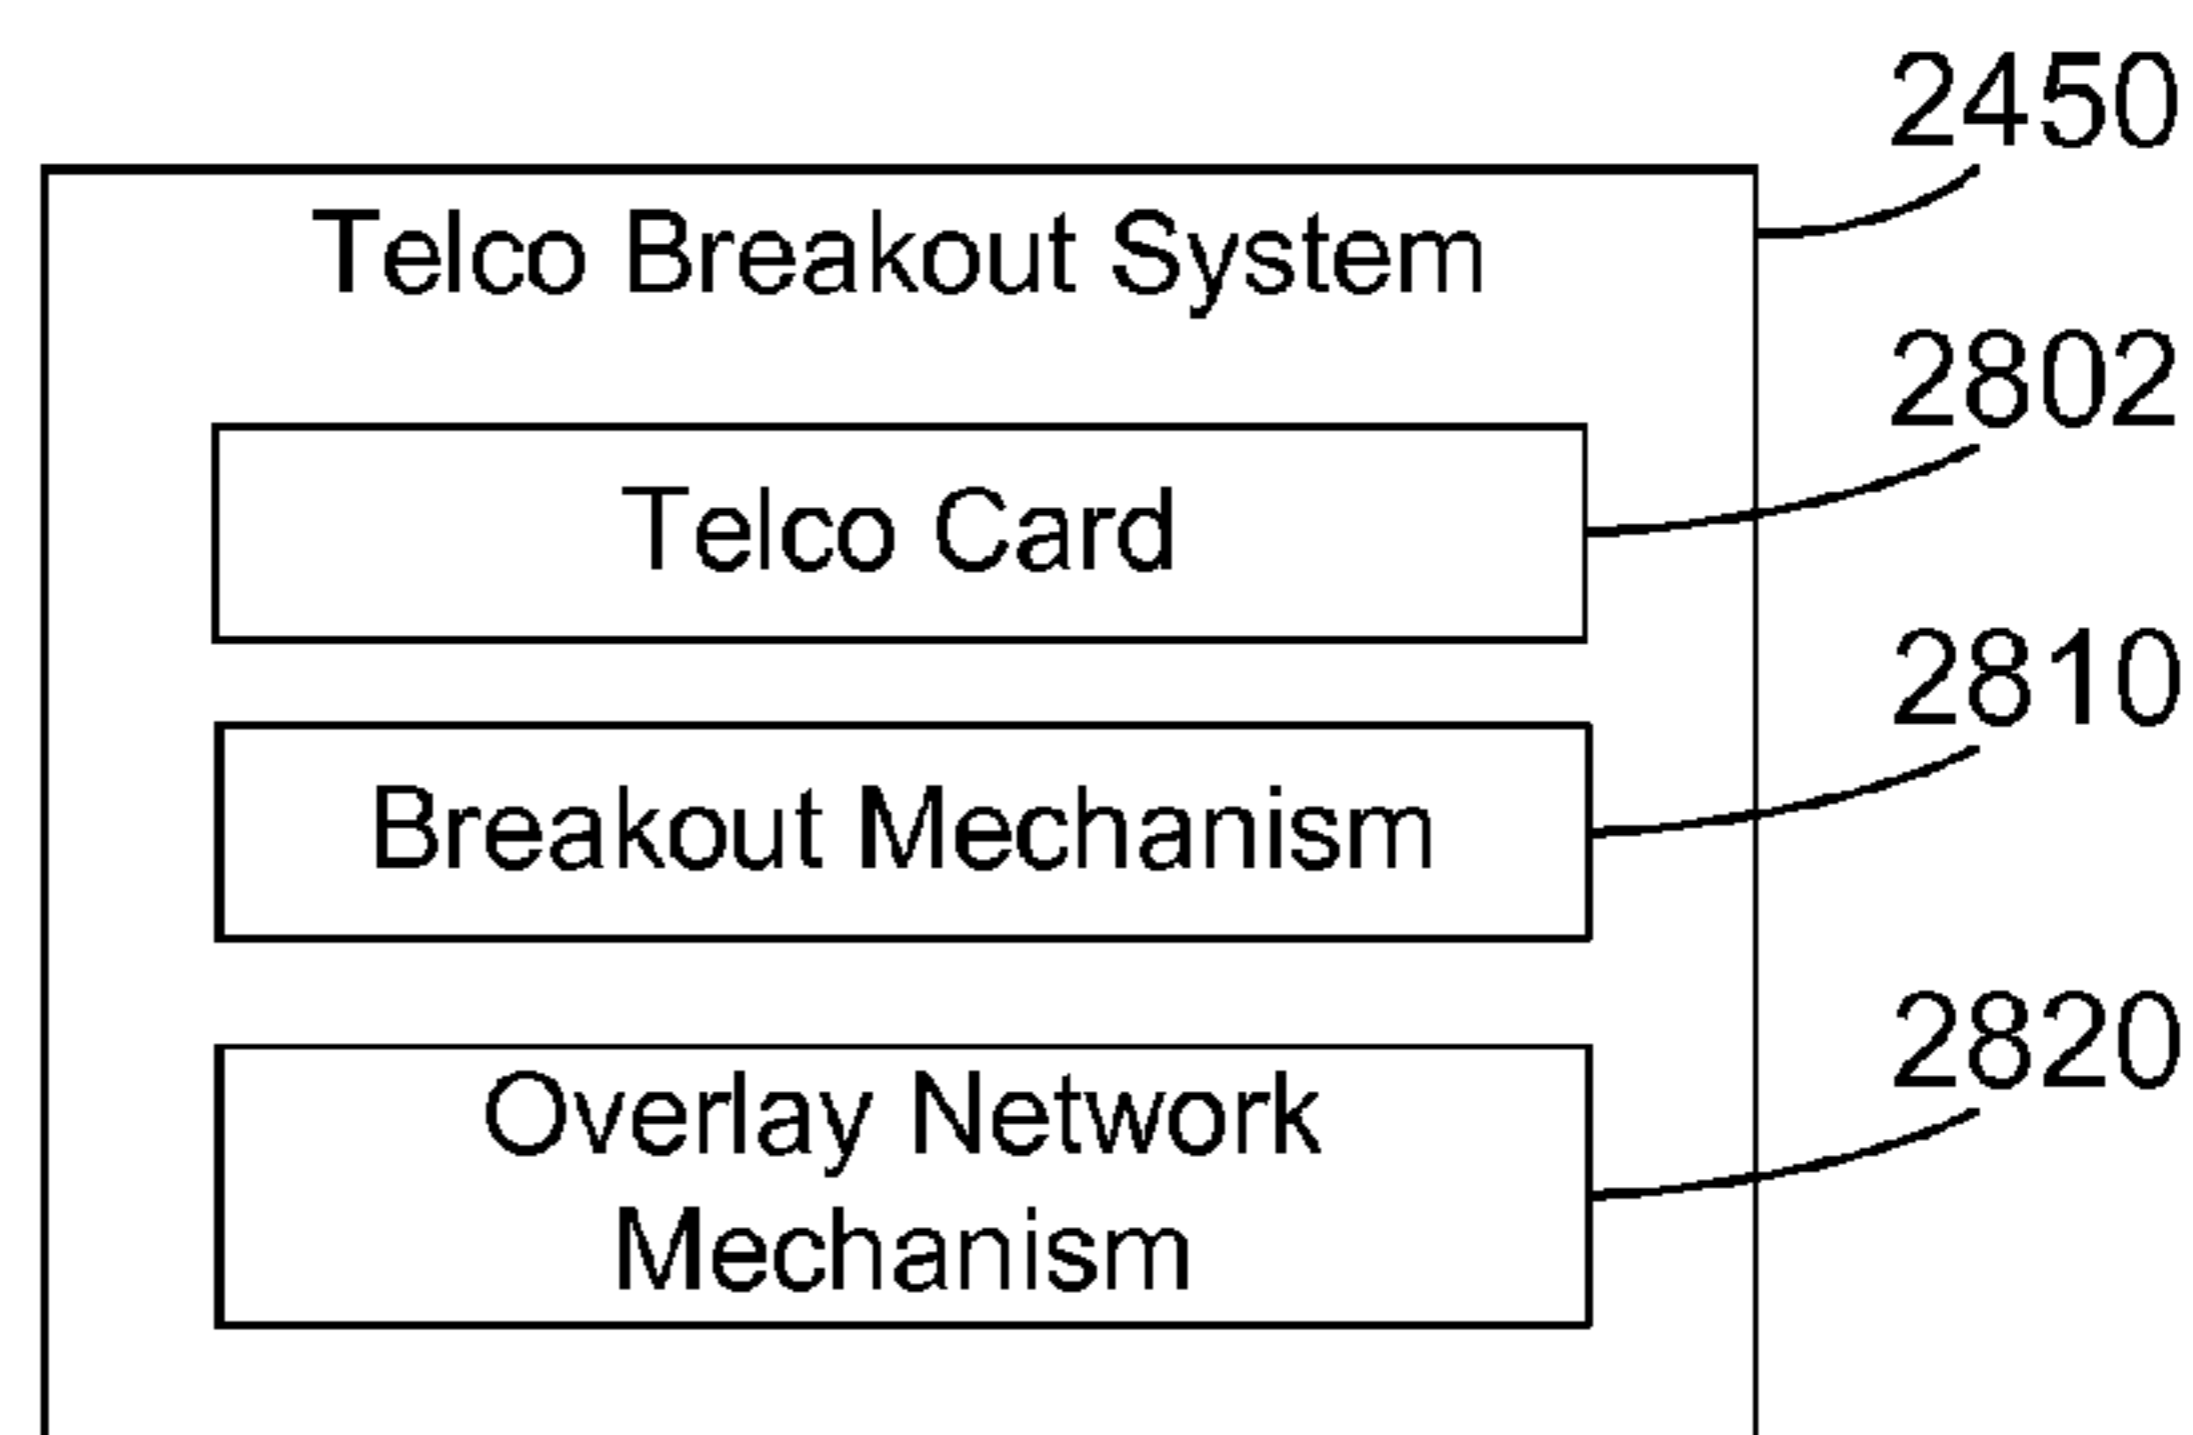 2450
Telco Breakout System
2802
Telco Card
2810
Breakout Mechanism
2820
Overlay Network
Mechanism